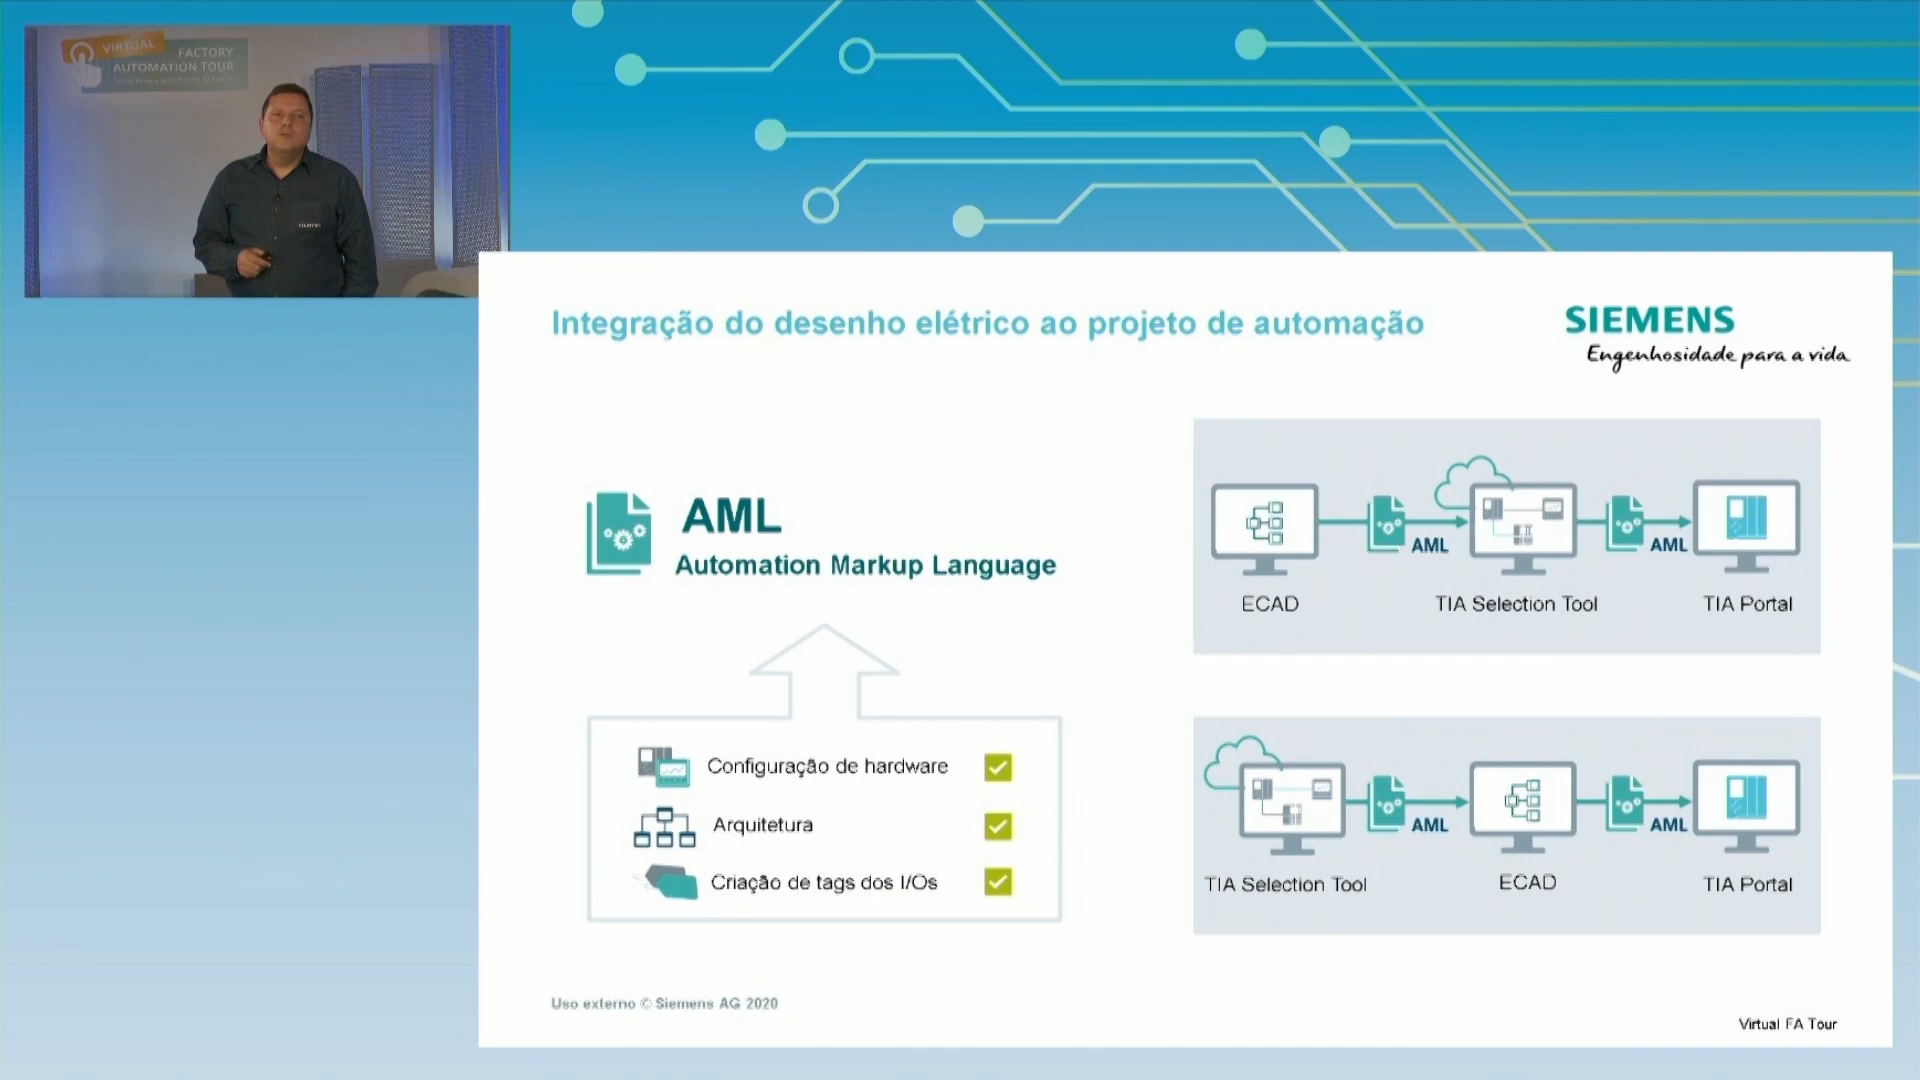 VIRTUAL
FACTORY
AUTOMATION TOUR
Integração do desenho elétrico ao projeto de automação
SIEMENS
Engenhosidade para a vida
AML
Automation Markup Language
Configuração de hardware
Arquitetura
Criação de tags dos I/Os
AML
AML
ECAD
TIA Selection Tool
TIA Portal
AML
AML
TIA Selection Tool
ECAD
TIA Portal
Uso externo © Siemens AG 2020
Virtual FA Tour